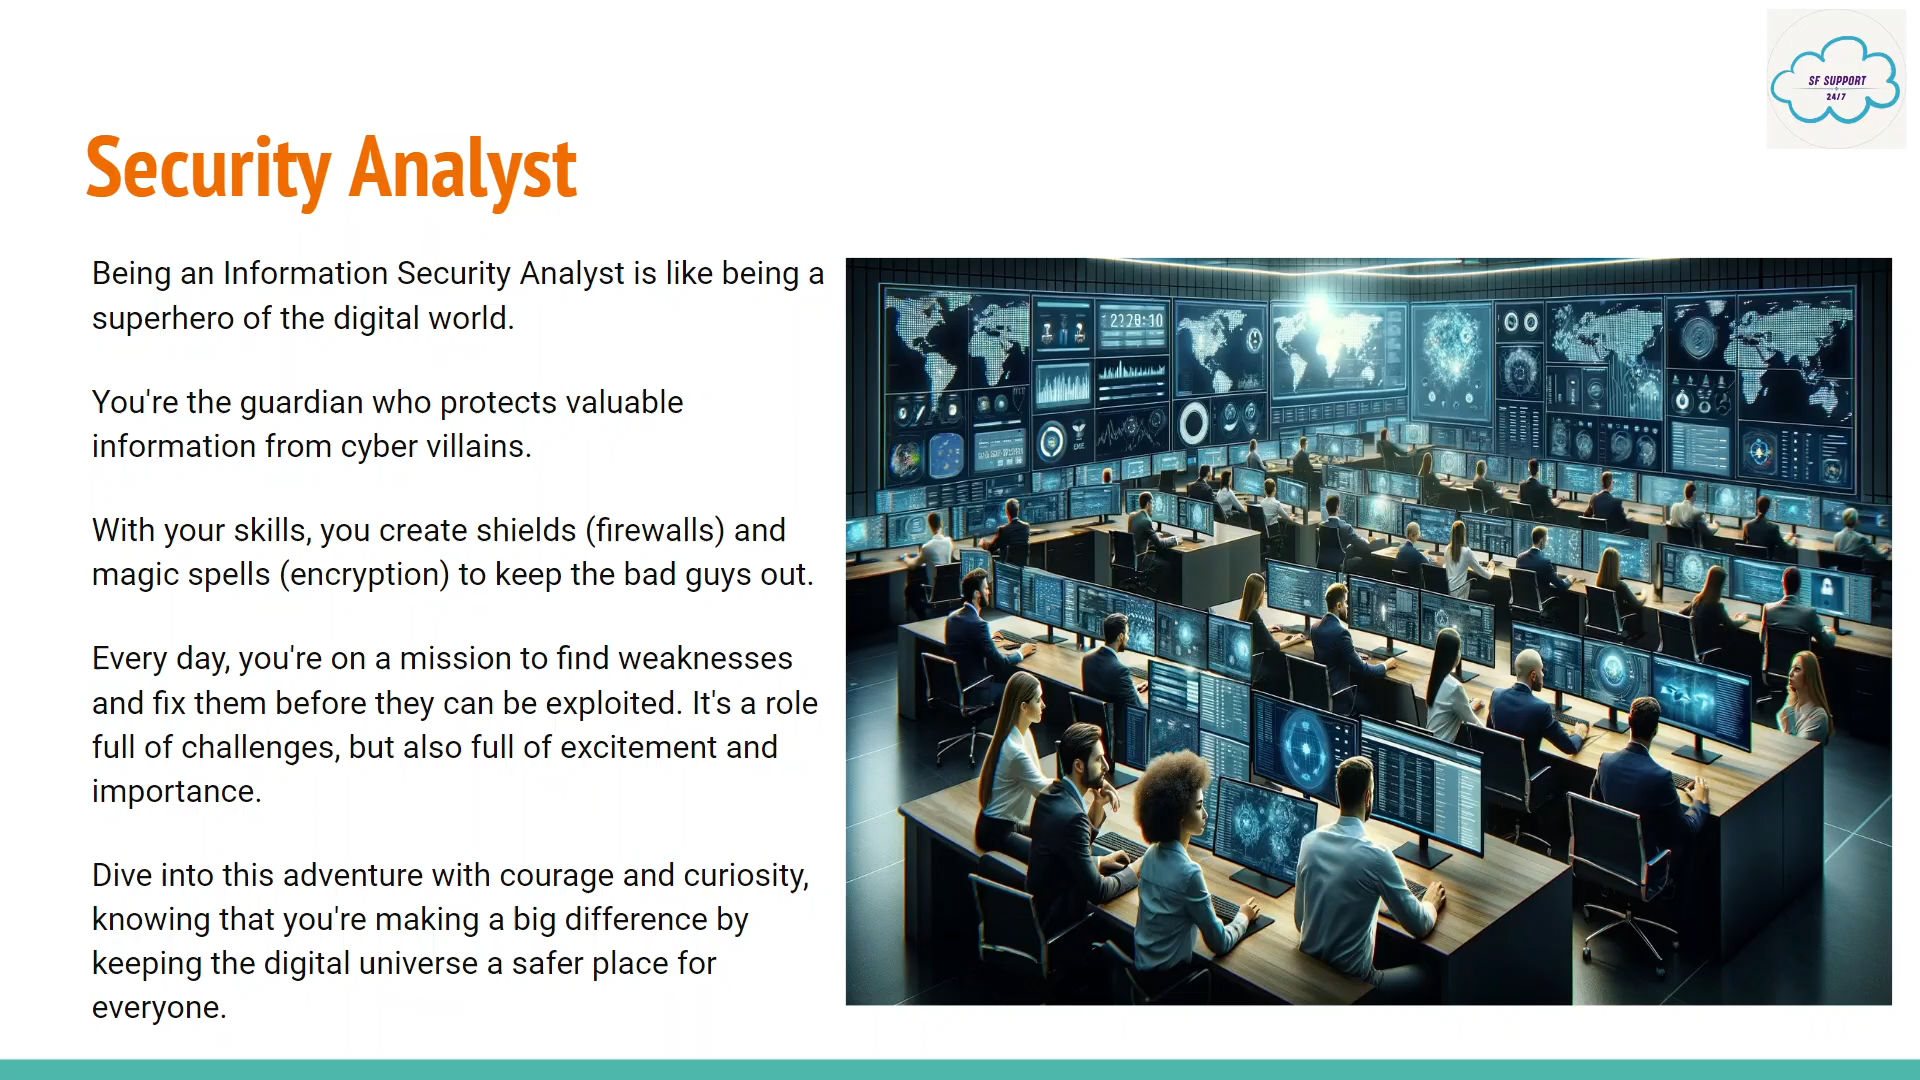 SF SUPPORT
24/7
Security Analyst
Being an Information Security Analyst is like being a
superhero of the digital world.
You're the guardian who protects valuable
information from cyber villains.
With your skills, you create shields (firewalls) and
magic spells (encryption) to keep the bad guys out.
Every day, you're on a mission to find weaknesses
and fix them before they can be exploited. It's a role
full of challenges, but also full of excitement and
importance.
Dive into this adventure with courage and curiosity,
knowing that you're making a big difference by
keeping the digital universe a safer place for
everyone.